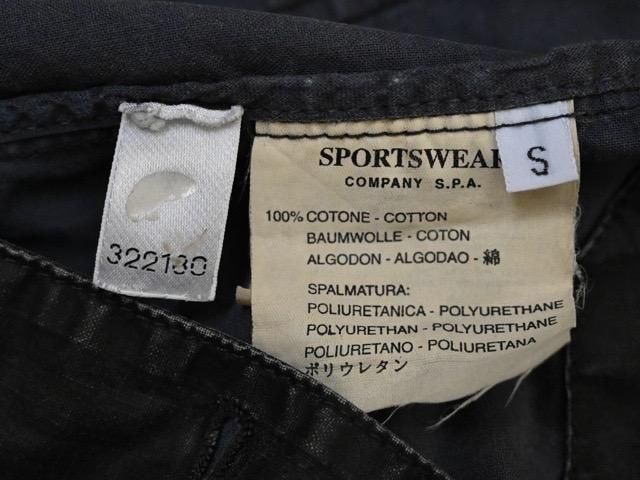 322130
SPORTSWEAR
COMPANY S.P.A.
S
100% COTONE - COTTON
BAUMWOLLE - COTON
ALGODON - ALGODAO - 綿
SPALMATURA:
POLIURETANICA - POLYURETHANE
POLYURETHAN - POLYURETHANE
POLIURETANO - POLIURETANA
ポリウレタン